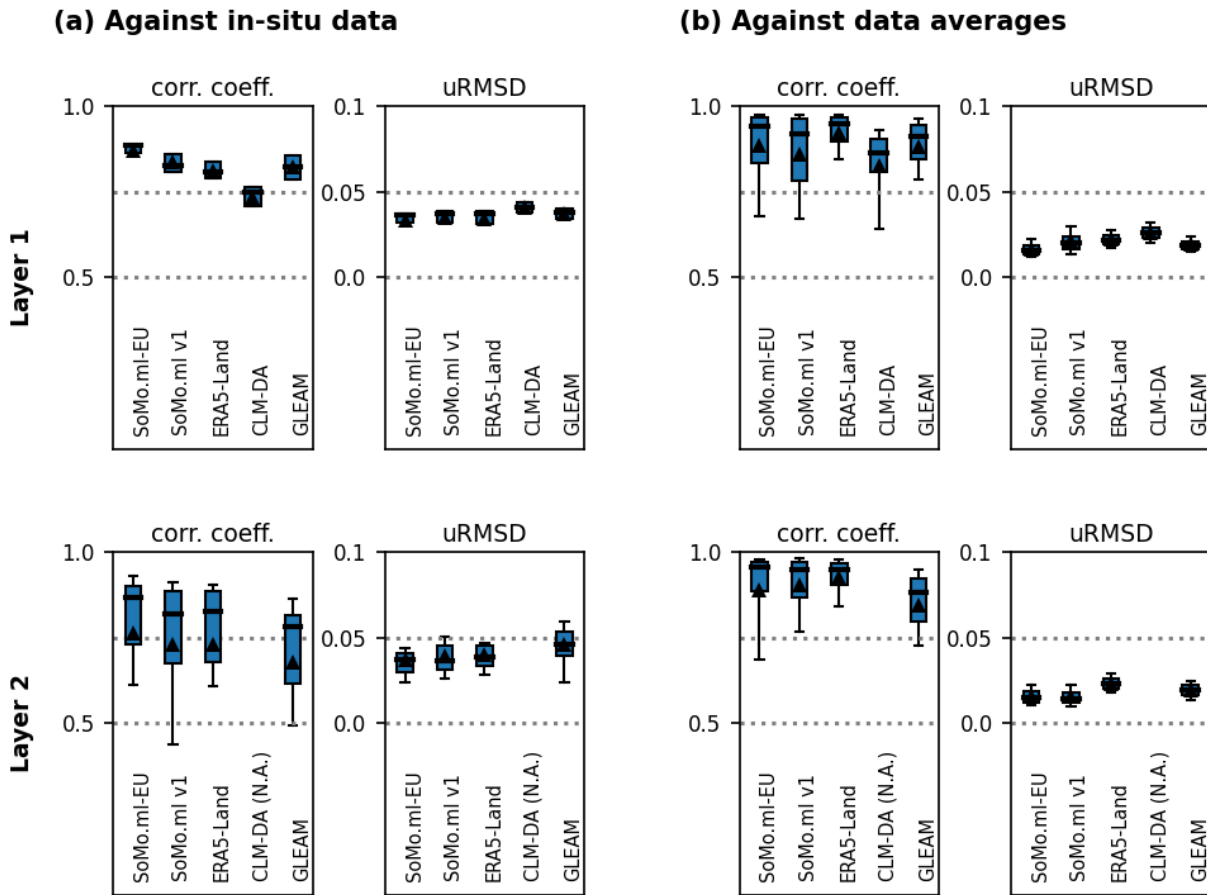 (a) Against in-situ data
(b) Against data averages
corr. coeff.
uRMSD
corr. coeff.
uRMSD
Layer 1
1.0
0.5
SoMo.ml-EU
SoMo.ml v1
ERA5-Land
CLM-DA
GLEAM
0.1
0.05
0.0
SoMo.ml-EU
SoMo.ml v1
ERA5-Land
CLM-DA
GLEAM
1.0
0.5
SoMo.ml-EU
SoMo.ml v1
ERA5-Land
CLM-DA
GLEAM
0.1
0.05
0.0
SoMo.ml-EU
SoMo.ml v1
ERA5-Land
CLM-DA
GLEAM
corr. coeff.
uRMSD
corr. coeff.
uRMSD
Layer 2
1.0
0.5
SoMo.ml-EU
SoMo.ml v1
ERA5-Land
CLM-DA (N.A.)
GLEAM
0.1
0.05
0.0
SoMo.ml-EU
SoMo.ml v1
ERA5-Land
CLM-DA (N.A.)
GLEAM
1.0
0.5
SoMo.ml-EU
SoMo.ml v1
ERA5-Land
CLM-DA (N.A.)
GLEAM
0.1
0.05
0.0
SoMo.ml-EU
SoMo.ml v1
ERA5-Land
CLM-DA (N.A.)
GLEAM